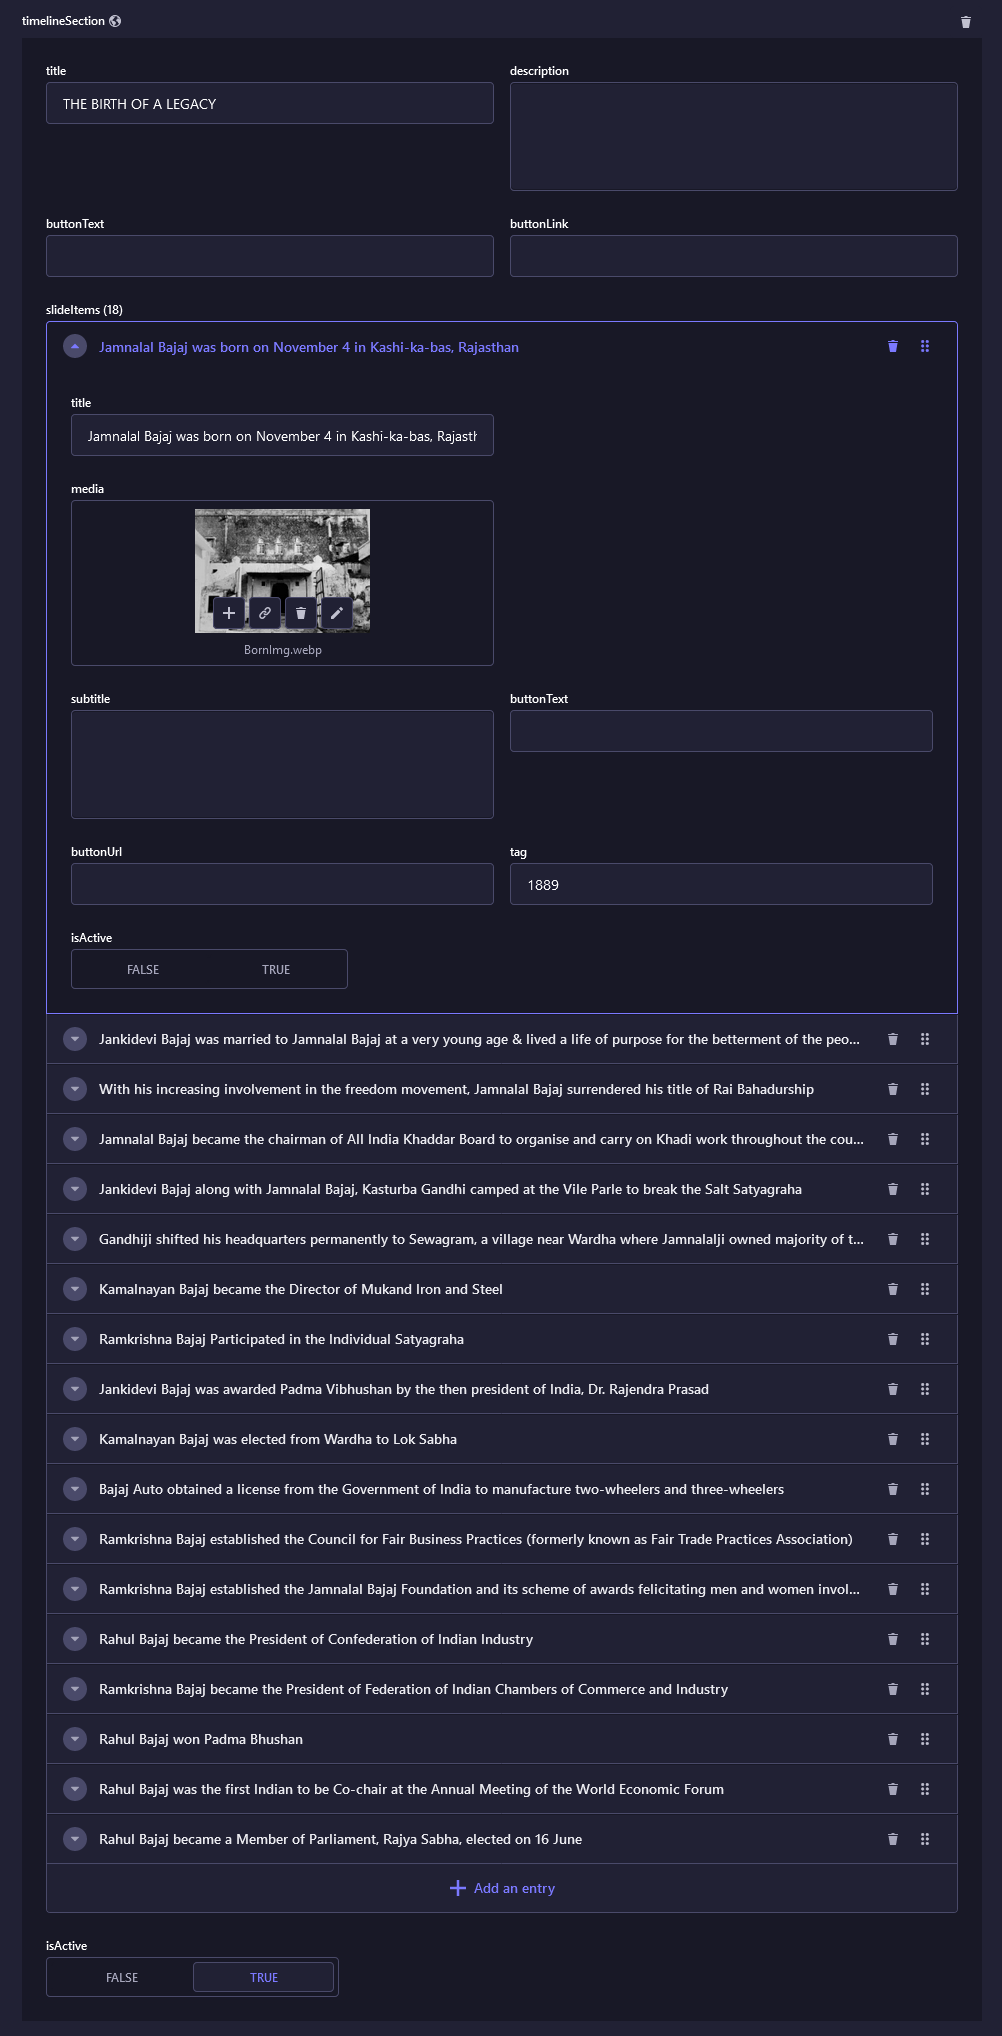 timelineSection
title
description
THE BIRTH OF A LEGACY
buttonText
buttonLink
slideItems (18)
Jamnalal Bajaj was born on November 4 in Kashi-ka-bas, Rajasthan
title
Jamnalal Bajaj was born on November 4 in Kashi-ka-bas, Rajasth
media
BornImg.webp
subtitle
buttonText
buttonUrl
tag
1889
isActive
FALSE TRUE
Jankidevi Bajaj was married to Jamnalal Bajaj at a very young age & lived a life of purpose for the betterment of the peo...
With his increasing involvement in the freedom movement, Jamnalal Bajaj surrendered his title of Rai Bahadurship
Jamnalal Bajaj became the chairman of All India Khaddar Board to organise and carry on Khadi work throughout the cou...
Jankidevi Bajaj along with Jamnalal Bajaj, Kasturba Gandhi camped at the Vile Parle to break the Salt Satyagraha
Gandhiji shifted his headquarters permanently to Sewagram, a village near Wardha where Jamnalalji owned majority of t...
Kamalnayan Bajaj became the Director of Mukand Iron and Steel
Ramkrishna Bajaj Participated in the Individual Satyagraha
Jankidevi Bajaj was awarded Padma Vibhushan by the then president of India, Dr. Rajendra Prasad
Kamalnayan Bajaj was elected from Wardha to Lok Sabha
Bajaj Auto obtained a license from the Government of India to manufacture two-wheelers and three-wheelers
Ramkrishna Bajaj established the Council for Fair Business Practices (formerly known as Fair Trade Practices Association)
Ramkrishna Bajaj established the Jamnalal Bajaj Foundation and its scheme of awards felicitating men and women invol...
Rahul Bajaj became the President of Confederation of Indian Industry
Ramkrishna Bajaj became the President of Federation of Indian Chambers of Commerce and Industry
Rahul Bajaj won Padma Bhushan
Rahul Bajaj was the first Indian to be Co-chair at the Annual Meeting of the World Economic Forum
Rahul Bajaj became a Member of Parliament, Rajya Sabha, elected on 16 June
Add an entry
isActive
FALSE TRUE